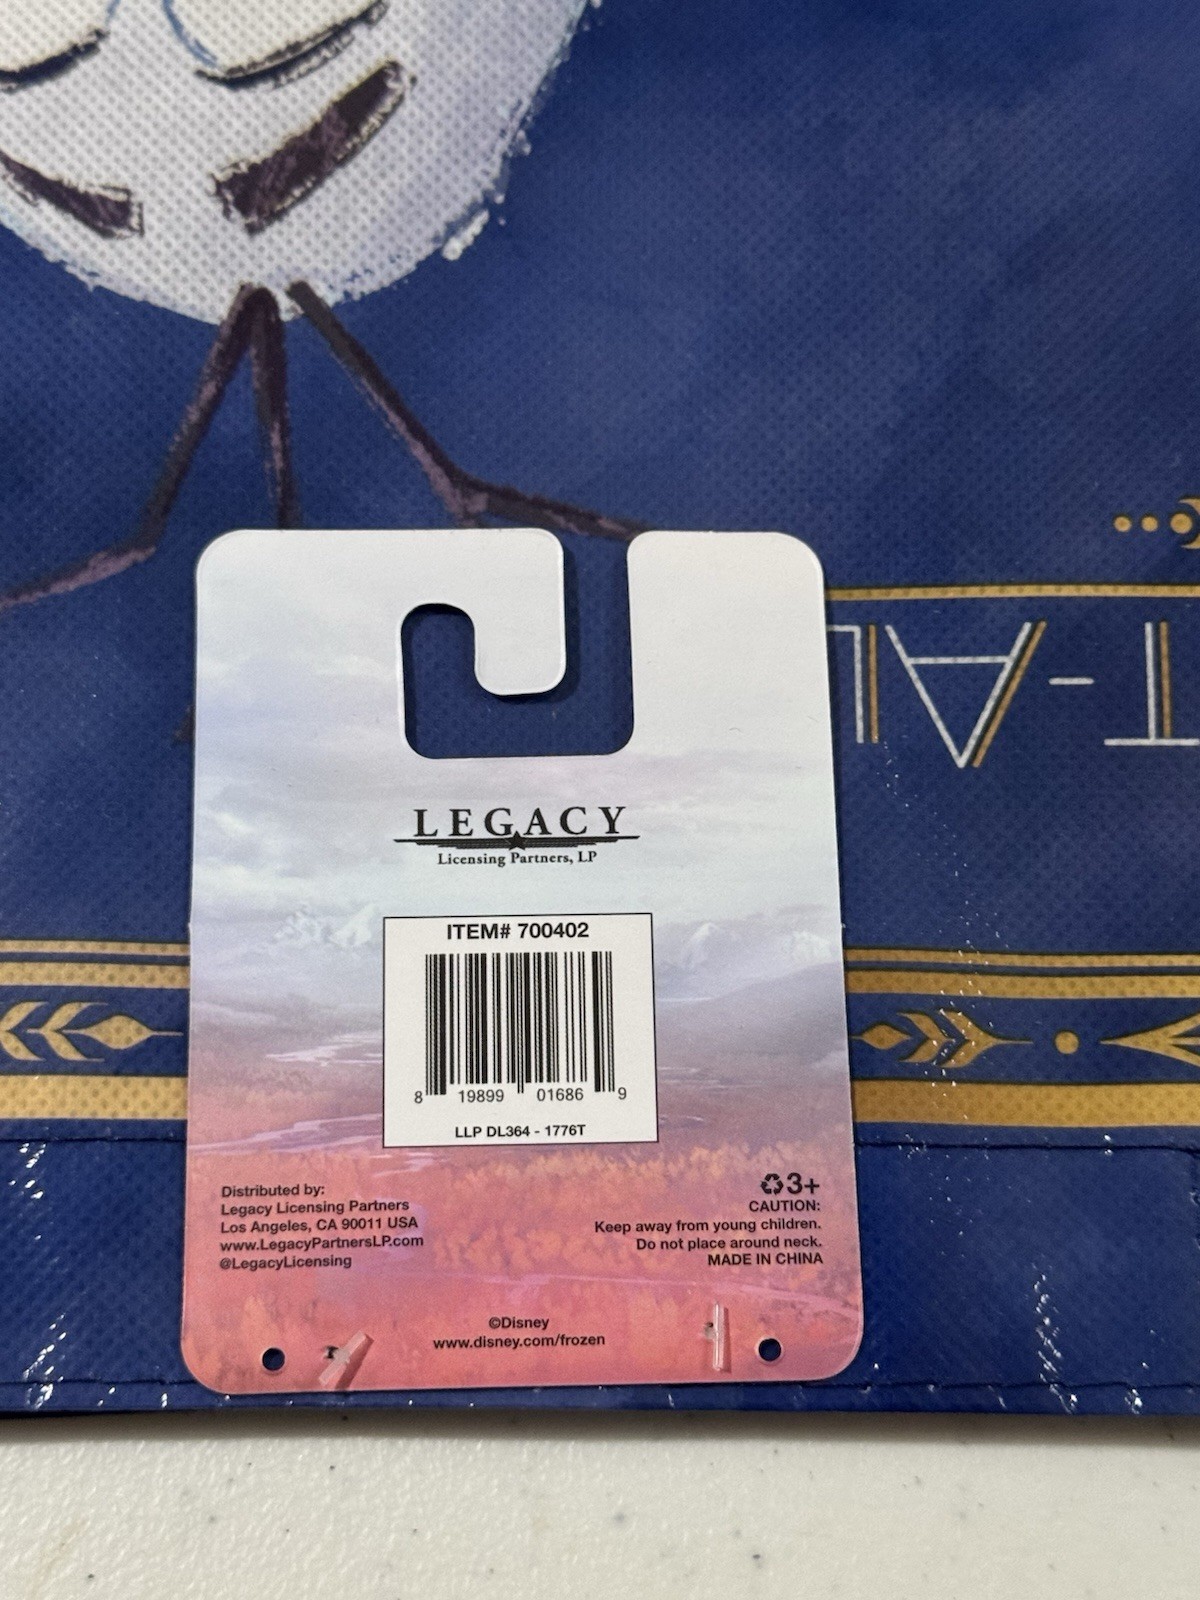 T-AL
LEGACY
Licensing Partners, LP
ITEM# 700402
8 19899 01686 9
LLP DL364 - 1776T
Distributed by:
Legacy Licensing Partners
Los Angeles, CA 90011 USA
www.LegacyPartnersLP.com
@LegacyLicensing
3+
CAUTION:
Keep away from young children.
Do not place around neck.
MADE IN CHINA
©Disney
www.disney.com/frozen